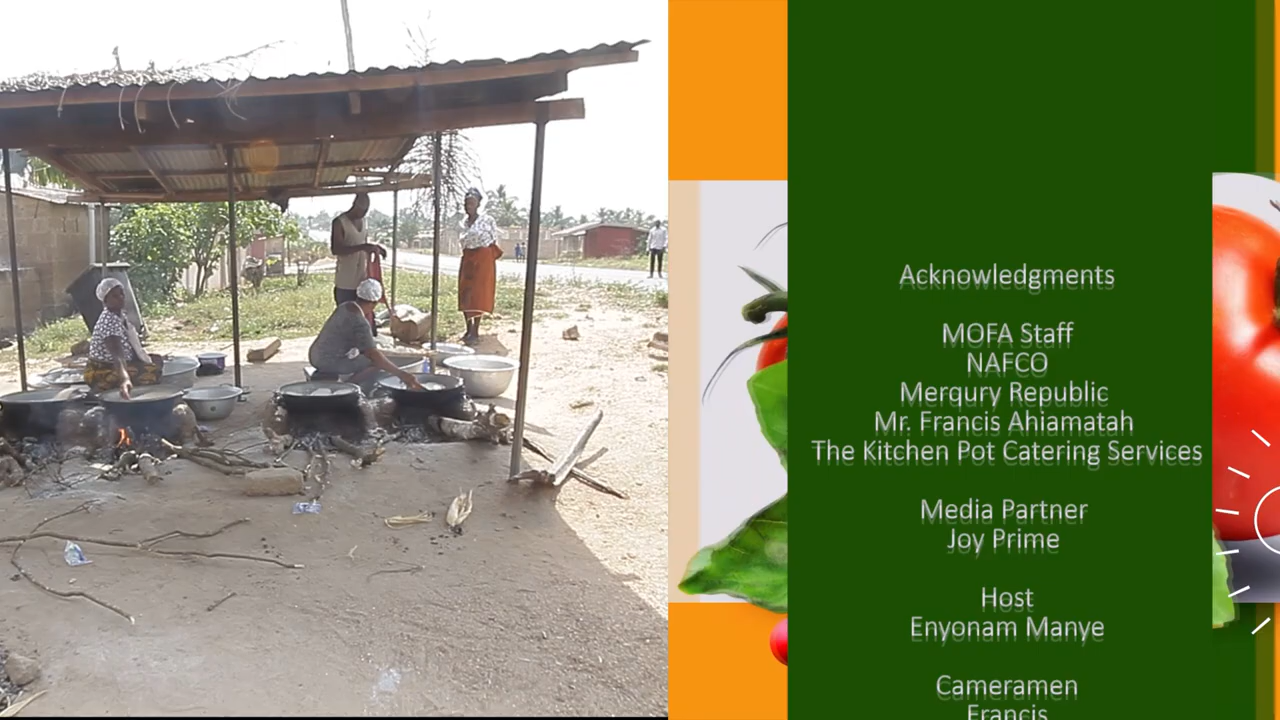 Acknowledgments
MOFA Staff
NAFCO
Merqury Republic
Mr. Francis Ahiamatah
The Kitchen Pot Catering Services
Media Partner
Joy Prime
Host
Enyonam Manye
Cameramen
Francis